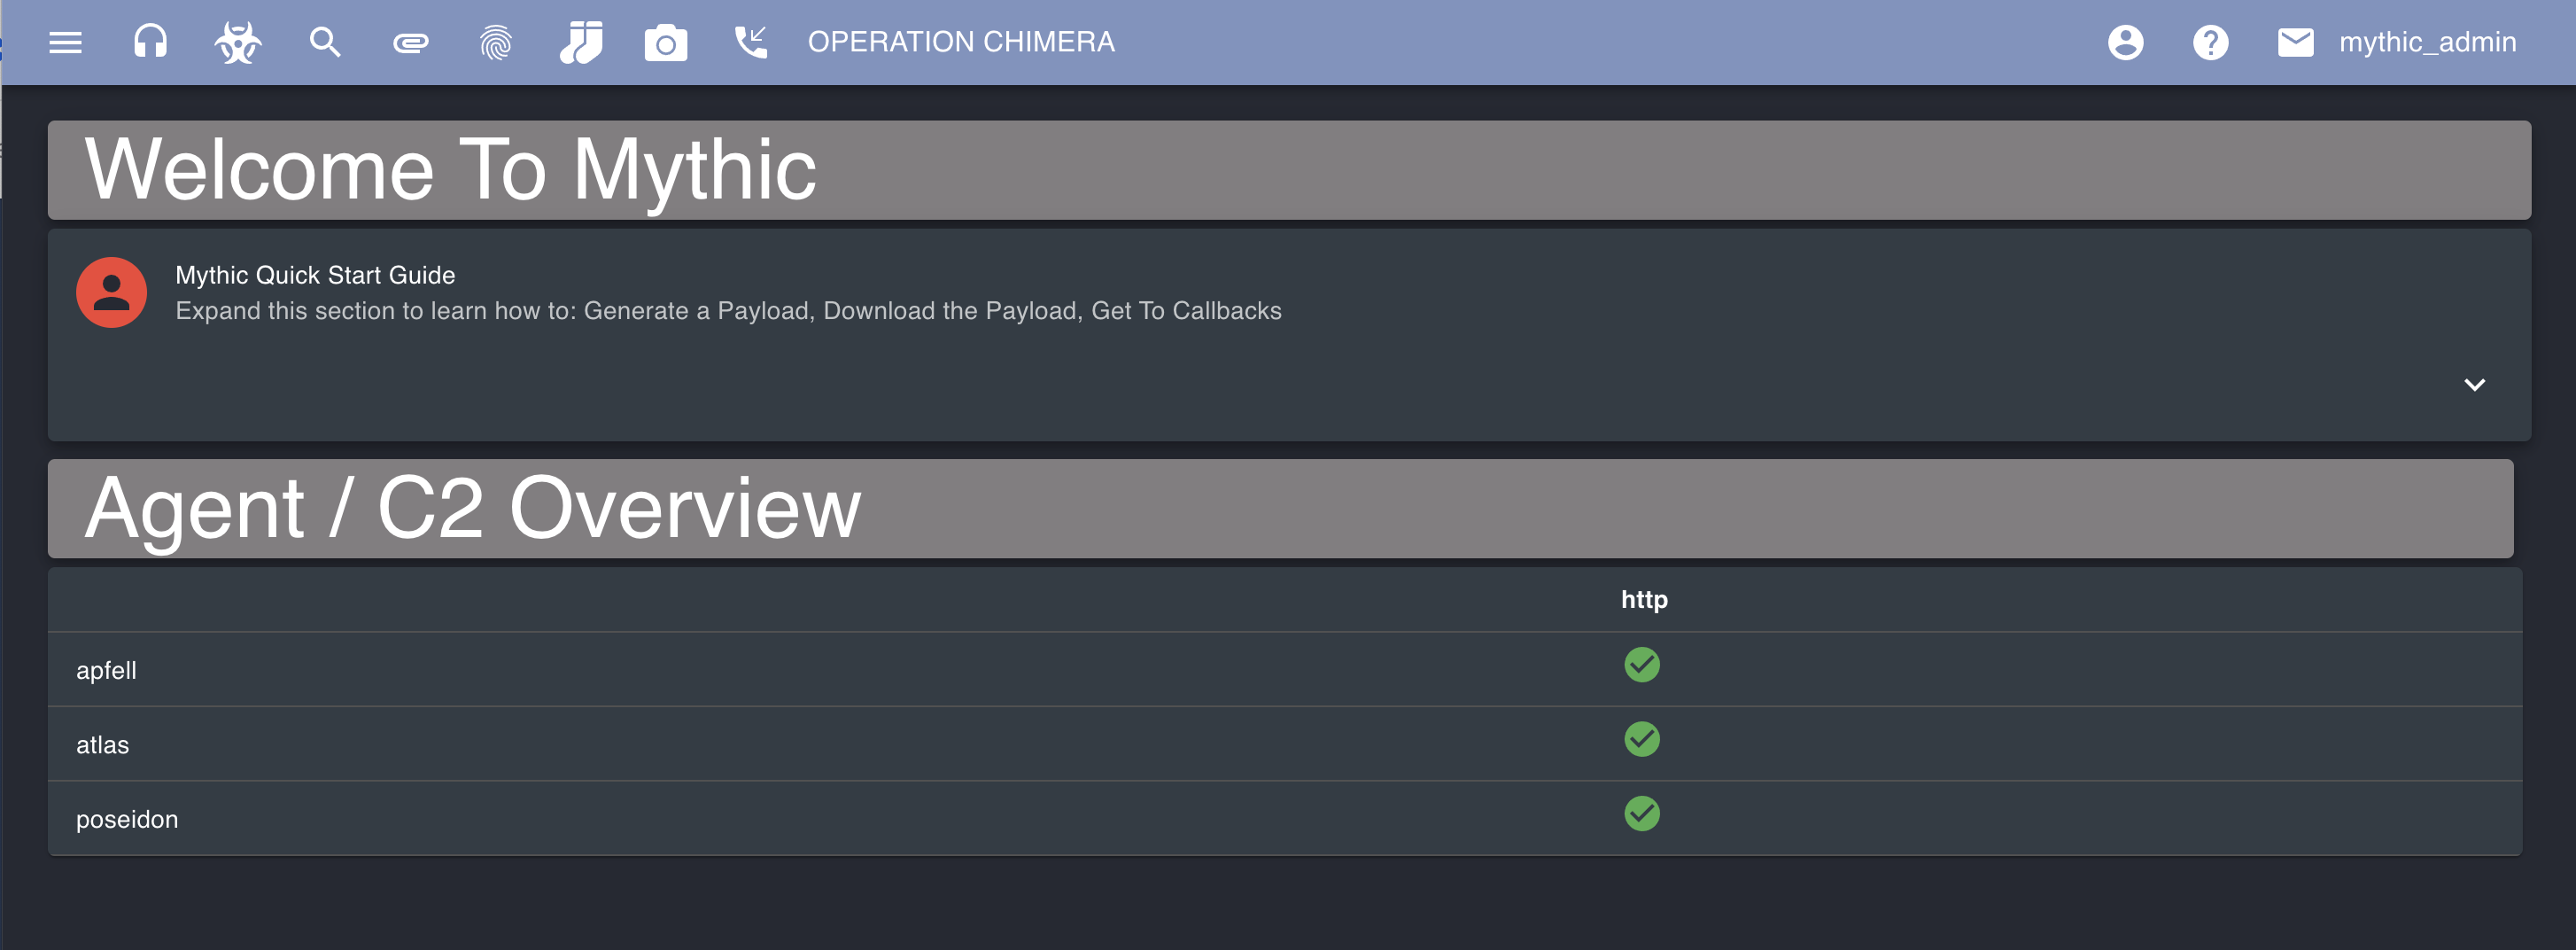 OPERATION CHIMERA
mythic_admin
Welcome To Mythic
Mythic Quick Start Guide
Expand this section to learn how to: Generate a Payload, Download the Payload, Get To Callbacks
Agent / C2 Overview
http
apfell
atlas
poseidon